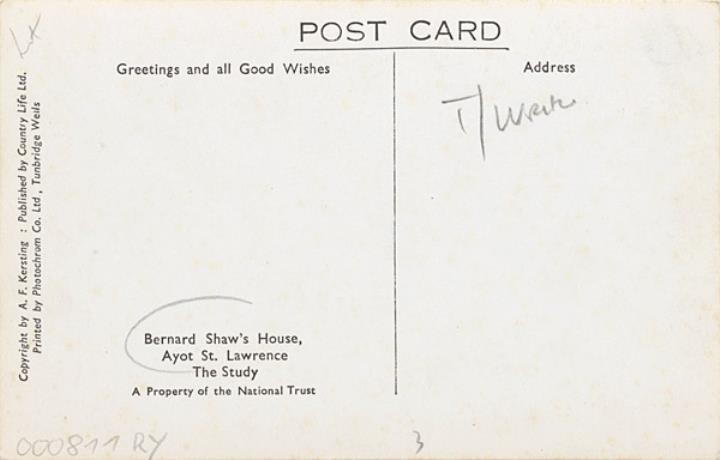 POST CARD
Greetings and all Good Wishes
Address
T/
Copyright by A. F. Kersting : Published by Country Life Ltd.
Printed by Photochrom Co. Ltd., Tunbridge Wells
Bernard Shaw's House,
Ayot St. Lawrence
The Study
A Property of the National Trust
000811 RY
3